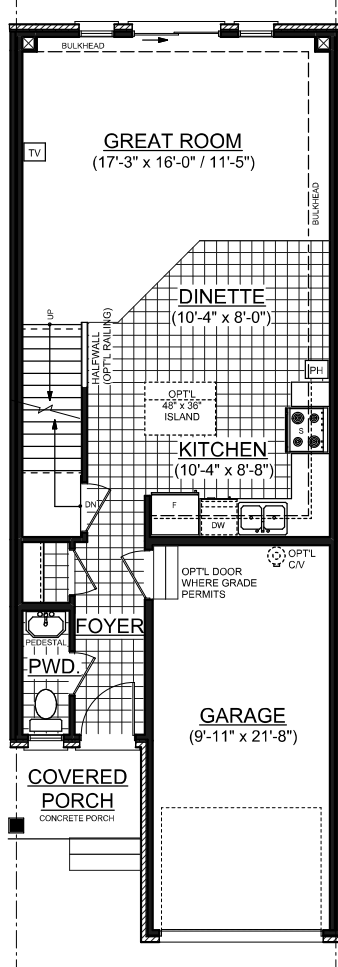 BULKHEAD
TV
GREAT ROOM
(17'-3" x 16'-0" / 11'-5")
BULKHEAD
DINETTE
(10'-4" x 8'-0")
UP
HALFWALL
(OPT'L RAILING)
PH
OPT'L
48" x 36"
ISLAND
S
KITCHEN
(10'-4" x 8'-8")
DN
F
DW
OPT'L
C/V
OPT'L DOOR
WHERE GRADE
PERMITS
FOYER
PEDESTAL
PWD.
GARAGE
(9'-11" x 21'-8")
COVERED
PORCH
CONCRETE PORCH